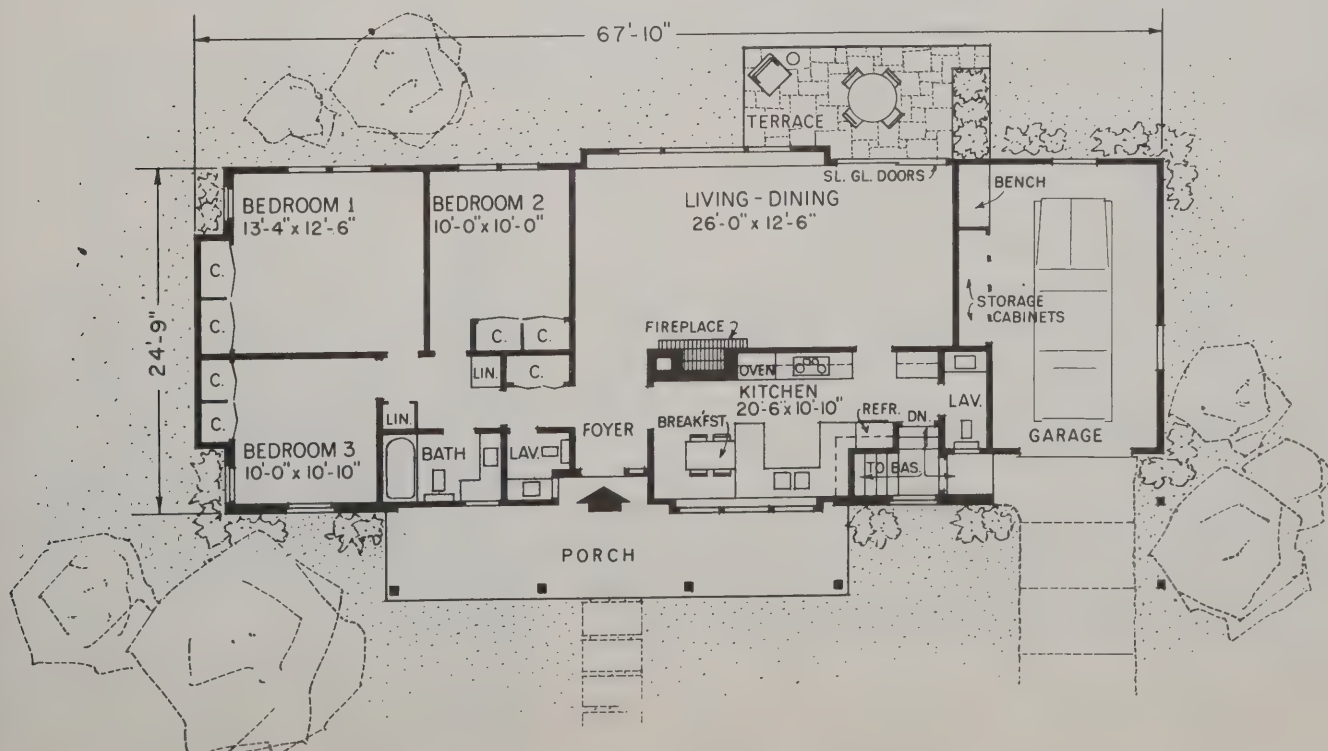 67'-10"
TERRACE
SL. GL. DOORS
BENCH
BEDROOM 1
13'-4" x 12'-6"
BEDROOM 2
10'-0" x 10'-0"
LIVING - DINING
26'-0" x 12'-6"
C.
C.
24'-9"
STORAGE
CABINETS
FIREPLACE
C.
C.
C.
C.
LIN.
C.
OVEN
KITCHEN
20'-6" x 10'-10"
LAV.
LIN.
BREAKFST
REFR.
DN.
FOYER
GARAGE
BEDROOM 3
10'-0" x 10'-10"
BATH
LAV.
TO BAS.
PORCH